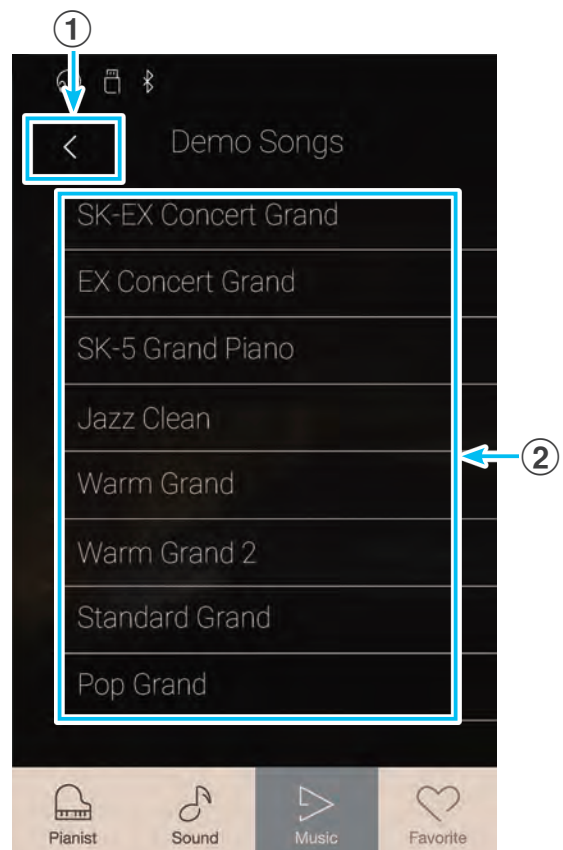 ①
Demo Songs
SK-EX Concert Grand
EX Concert Grand
SK-5 Grand Piano
Jazz Clean
②
Warm Grand
Warm Grand 2
Standard Grand
Pop Grand
Pianist Sound Music Favorite